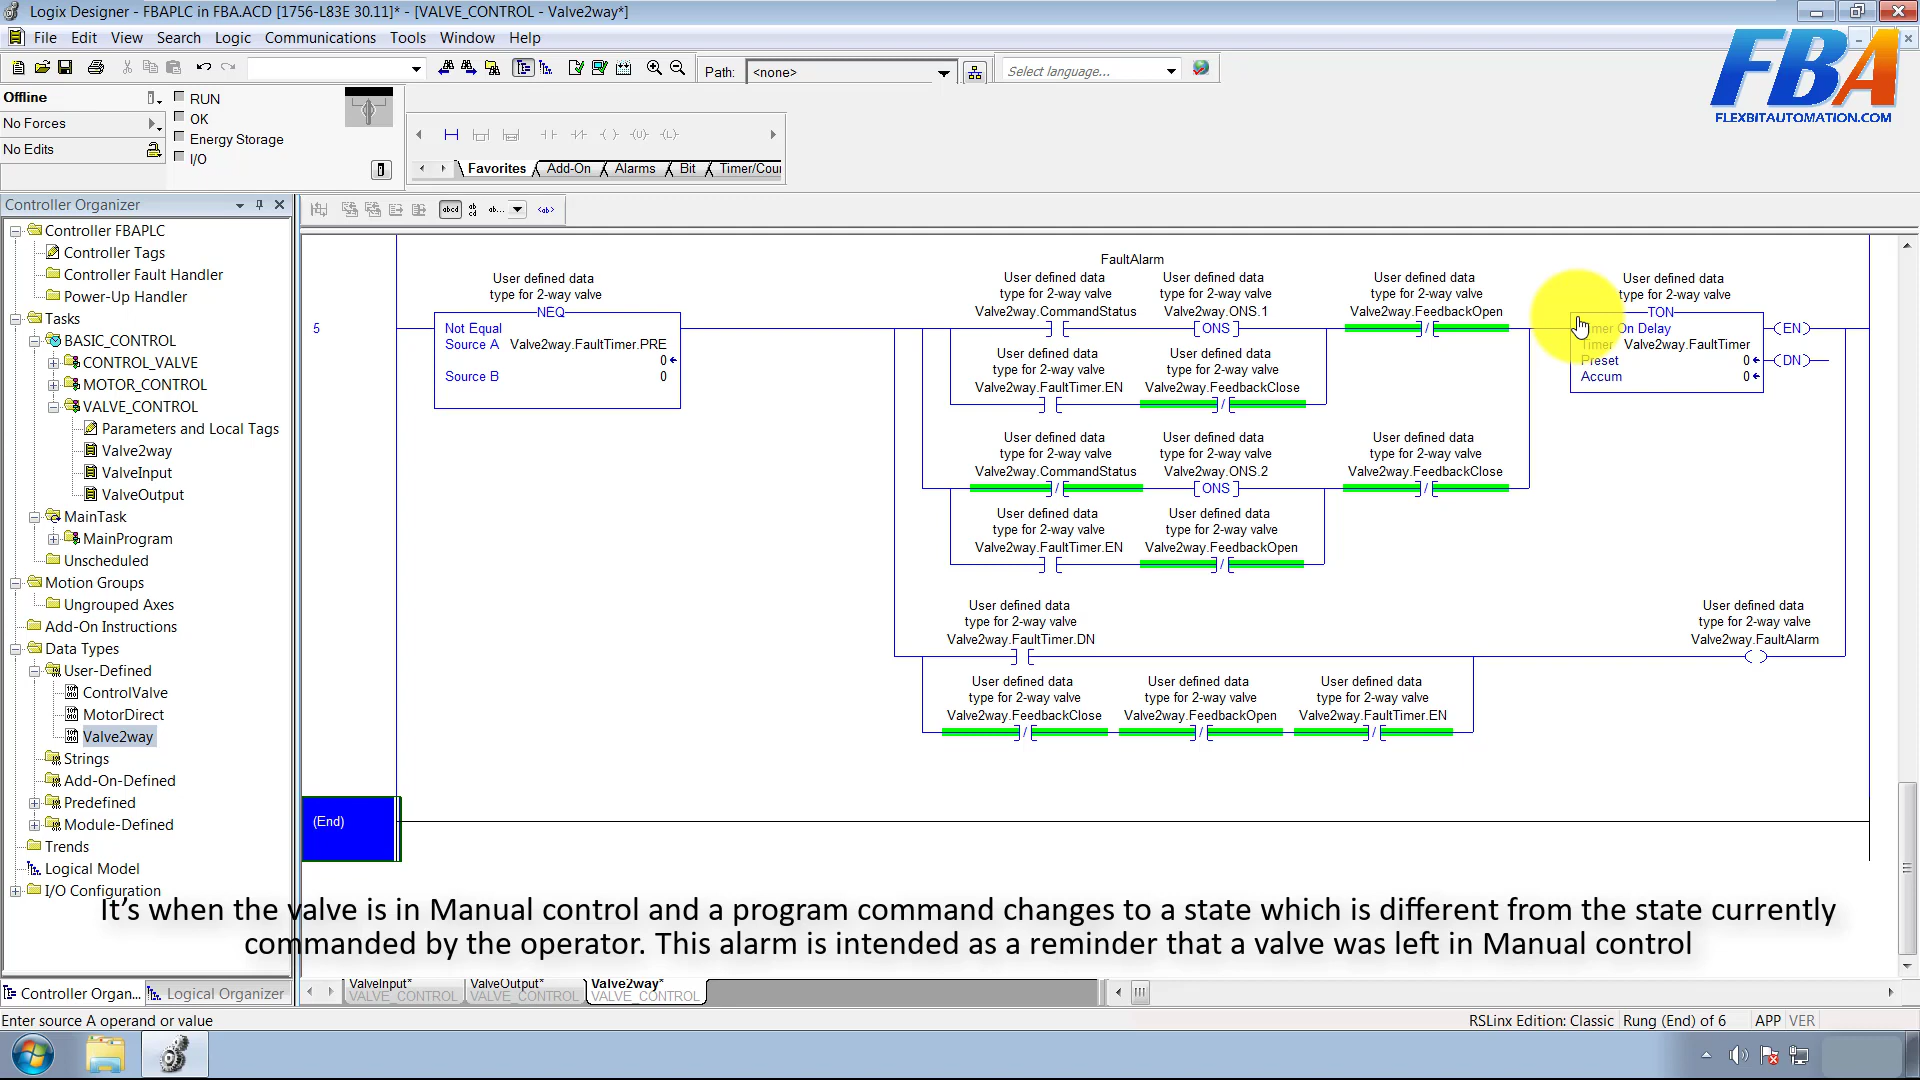 Logix Designer - FBAPLC in FBA.ACD [1756-L83E 30.11]* - [VALVE_CONTROL - Valve2way*]
File Edit View Search Logic Communications Tools Window Help
Path: <none>
Select language...
FBA
FLEXBITAUTOMATION.COM
Offline
RUN
No Forces
OK
Energy Storage
No Edits
I/O
Favorites Add-On Alarms Bit Timer/Cou
Controller Organizer
Controller FBAPLC
Controller Tags
Controller Fault Handler
Power-Up Handler
Tasks
BASIC_CONTROL
CONTROL_VALVE
MOTOR_CONTROL
VALVE_CONTROL
Parameters and Local Tags
Valve2way
ValveInput
ValveOutput
MainTask
MainProgram
Unscheduled
Motion Groups
Ungrouped Axes
Add-On Instructions
Data Types
User-Defined
ControlValve
MotorDirect
Valve2way
Strings
Add-On-Defined
Predefined
Module-Defined
Trends
Logical Model
I/O Configuration
Controller Organ...
Logical Organizer
5
User defined data
type for 2-way valve
NEQ
Not Equal
Source A Valve2way.FaultTimer.PRE
0
Source B 0
FaultAlarm
User defined data
type for 2-way valve
Valve2way.CommandStatus
User defined data
type for 2-way valve
Valve2way.ONS.1
ONS
User defined data
type for 2-way valve
Valve2way.FeedbackOpen
User defined data
type for 2-way valve
TON
Timer On Delay
Timer Valve2way.FaultTimer
Preset 0
Accum 0
EN
DN
User defined data
type for 2-way valve
Valve2way.FaultTimer.EN
User defined data
type for 2-way valve
Valve2way.FeedbackClose
User defined data
type for 2-way valve
Valve2way.CommandStatus
User defined data
type for 2-way valve
Valve2way.ONS.2
ONS
User defined data
type for 2-way valve
Valve2way.FeedbackClose
User defined data
type for 2-way valve
Valve2way.FaultTimer.EN
User defined data
type for 2-way valve
Valve2way.FeedbackOpen
User defined data
type for 2-way valve
Valve2way.FaultTimer.DN
User defined data
type for 2-way valve
Valve2way.FaultAlarm
User defined data
type for 2-way valve
Valve2way.FeedbackClose
User defined data
type for 2-way valve
Valve2way.FeedbackOpen
User defined data
type for 2-way valve
Valve2way.FaultTimer.EN
(End)
It's when the valve is in Manual control and a program command changes to a state which is different from the state currently
commanded by the operator. This alarm is intended as a reminder that a valve was left in Manual control
ValveInput*
VALVE_CONTROL
ValveOutput*
VALVE_CONTROL
Valve2way*
VALVE_CONTROL
Enter source A operand or value
RSLinx Edition: Classic Rung (End) of 6 APP VER